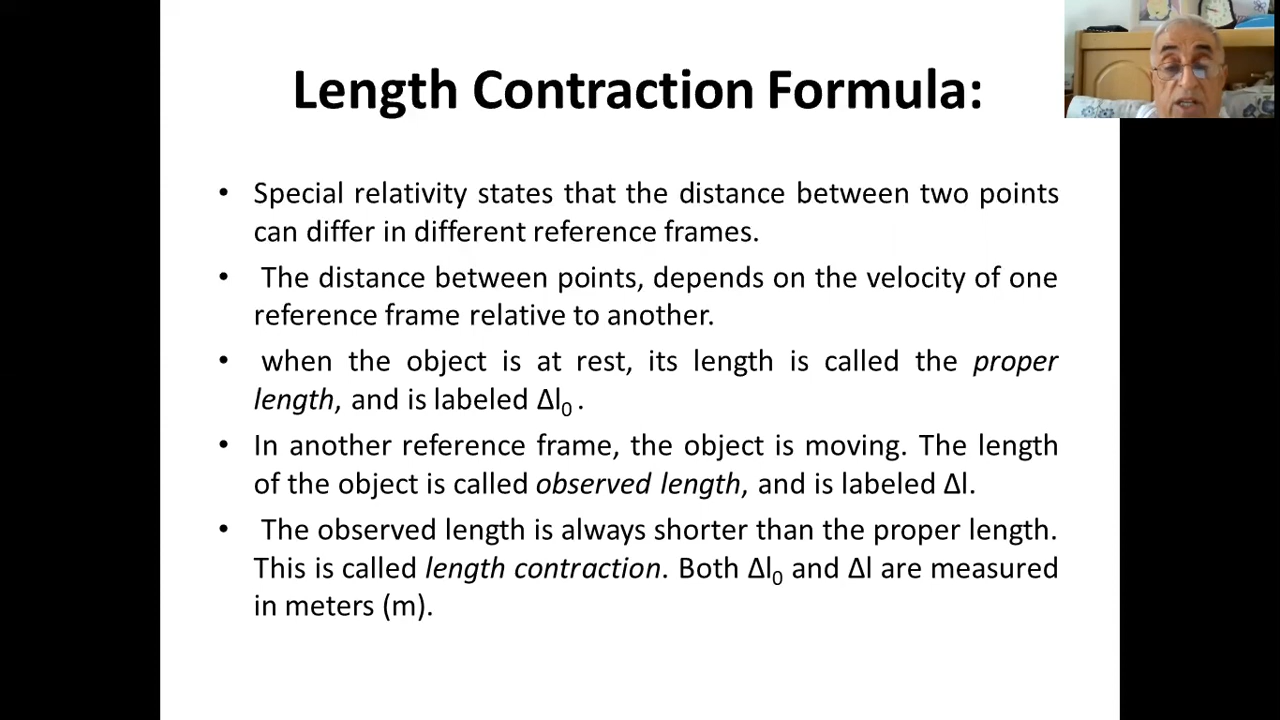 Length Contraction Formula:
• Special relativity states that the distance between two points
can differ in different reference frames.
• The distance between points, depends on the velocity of one
reference frame relative to another.
• when the object is at rest, its length is called the proper
length, and is labeled Δl₀ .
• In another reference frame, the object is moving. The length
of the object is called observed length, and is labeled Δl.
• The observed length is always shorter than the proper length.
This is called length contraction. Both Δl₀ and Δl are measured
in meters (m).